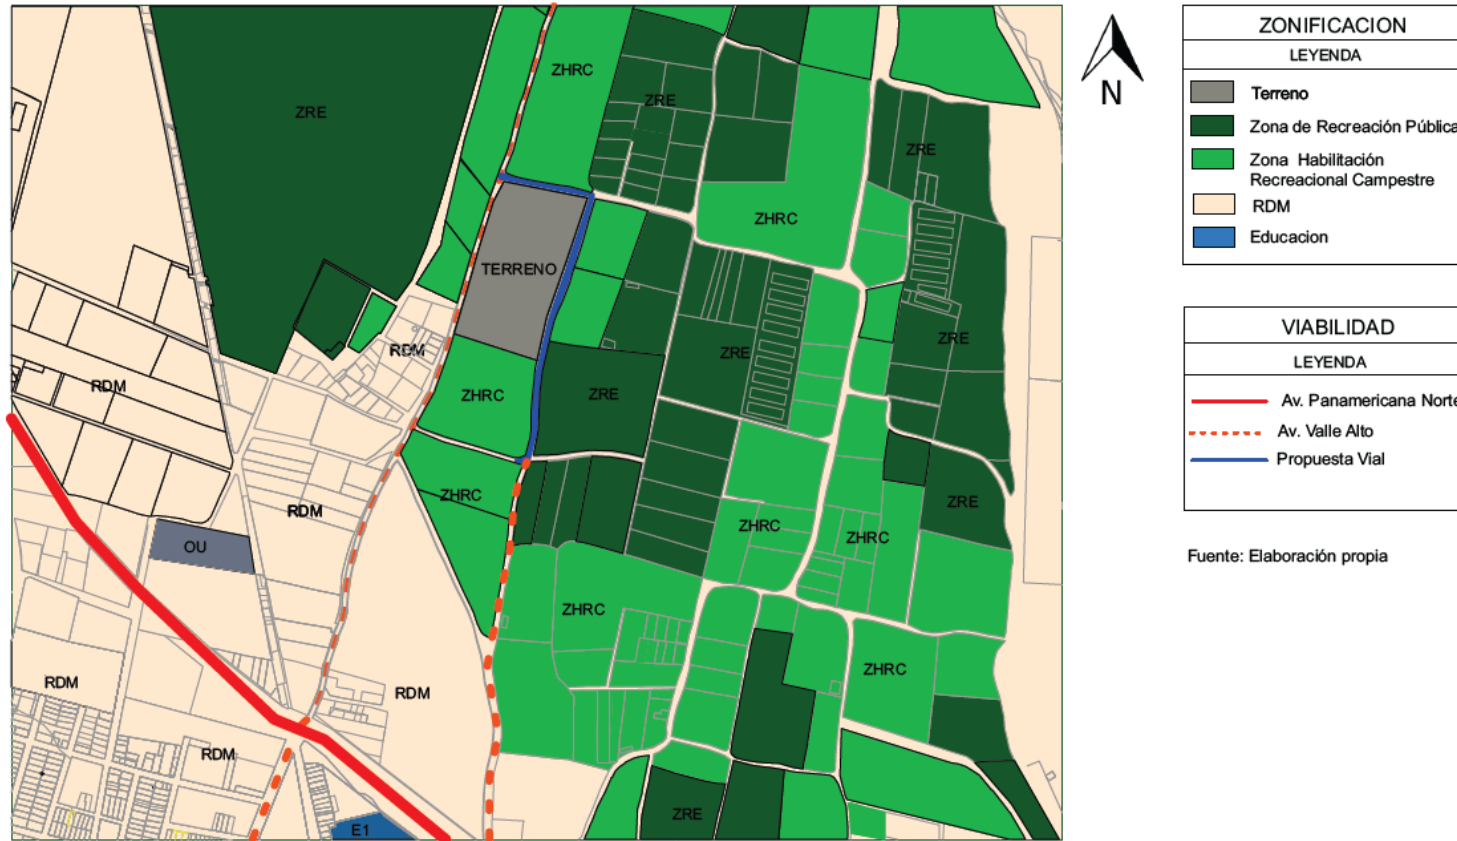 ZHRC
ZRE
ZRE
ZRE
ZHRC
TERRENO
ZRE
RDM
ZRE
RDM
ZHRC
ZRE
ZHRC
ZRE
RDM
ZHRC
ZHRC
OU
ZHRC
ZHRC
RDM
RDM
RDM
ZRE
E1
N
ZONIFICACION
LEYENDA
Terreno
Zona de Recreación Pública
Zona Habilitación
Recreacional Campestre
RDM
Educacion
VIABILIDAD
LEYENDA
Av. Panamericana Norte
Av. Valle Alto
Propuesta Vial
Fuente: Elaboración propia